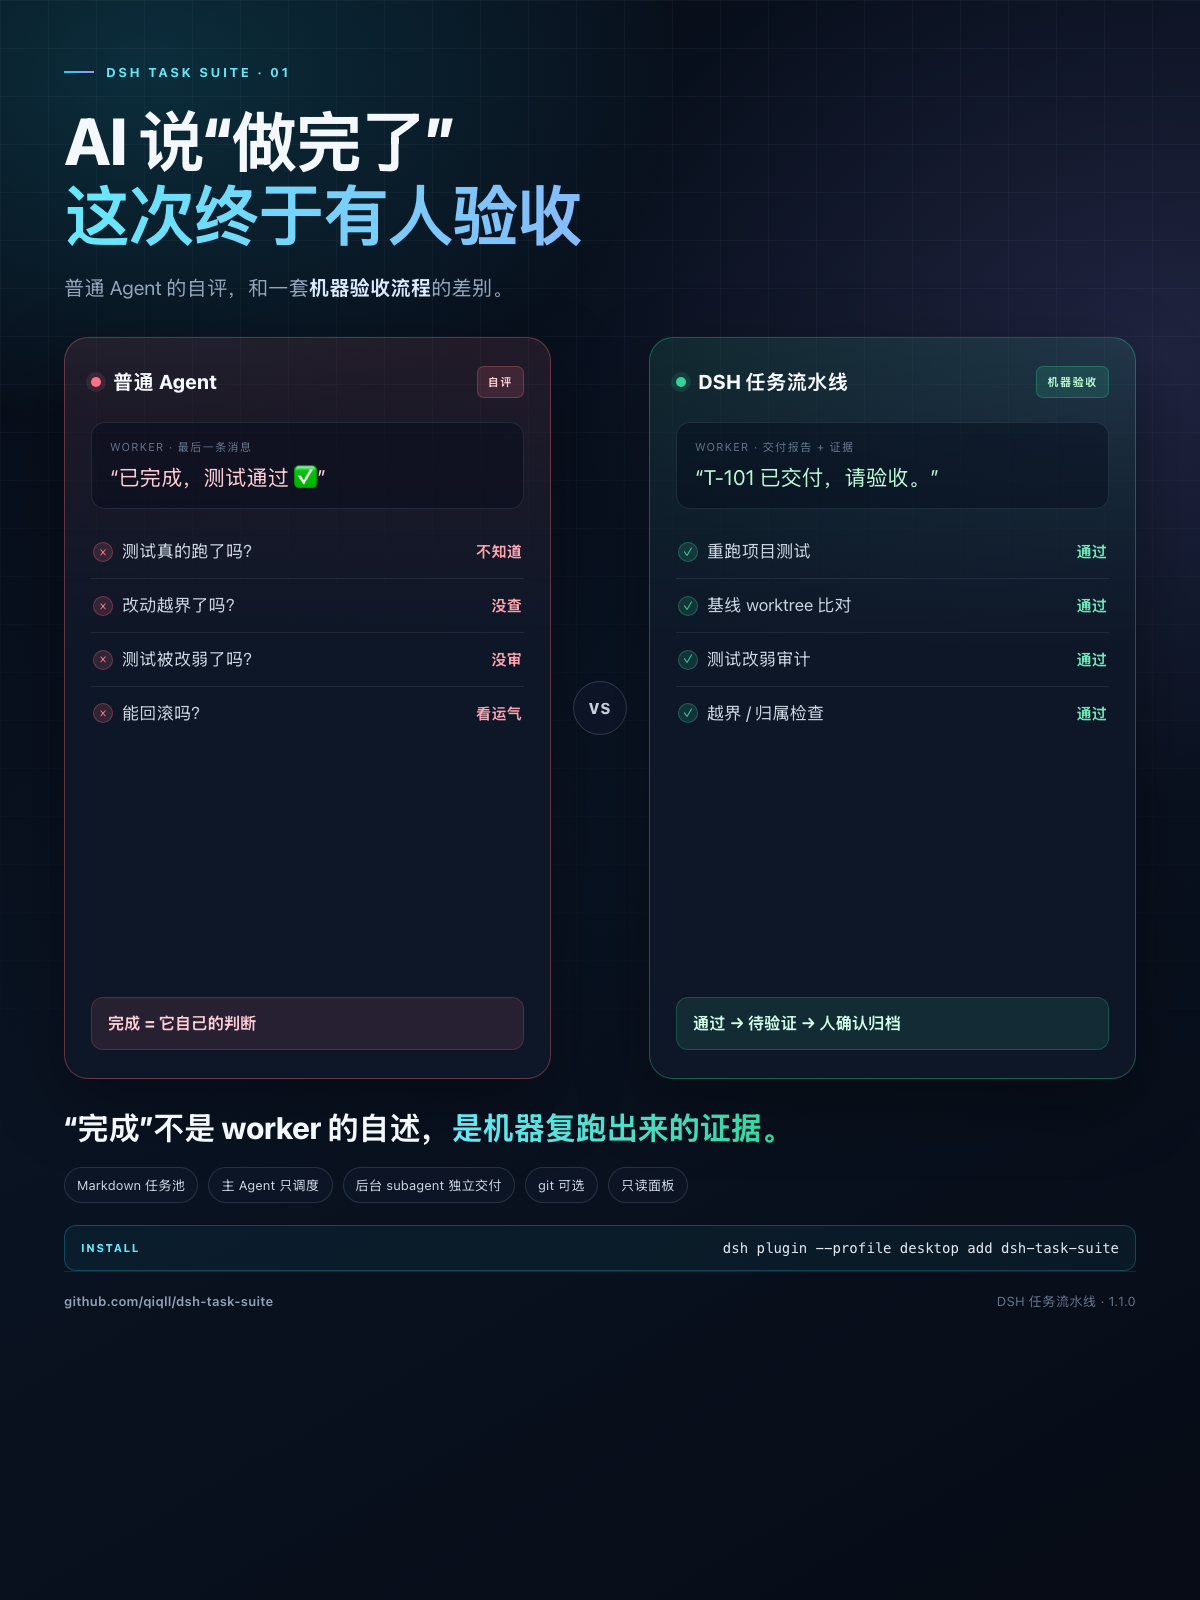 DSH TASK SUITE · 01
AI 说“做完了”
这次终于有人验收
普通 Agent 的自评，和一套机器验收流程的差别。
普通 Agent
自评
WORKER · 最后一条消息
“已完成，测试通过 ✅”
测试真的跑了吗?
不知道
改动越界了吗?
没查
测试被改弱了吗?
没审
能回滚吗?
看运气
完成 = 它自己的判断
VS
DSH 任务流水线
机器验收
WORKER · 交付报告 + 证据
“T-101 已交付，请验收。”
重跑项目测试
通过
基线 worktree 比对
通过
测试改弱审计
通过
越界 / 归属检查
通过
通过 → 待验证 → 人确认归档
“完成”不是 worker 的自述，是机器复跑出来的证据。
Markdown 任务池
主 Agent 只调度
后台 subagent 独立交付
git 可选
只读面板
INSTALL
dsh plugin --profile desktop add dsh-task-suite
github.com/qiqll/dsh-task-suite
DSH 任务流水线 · 1.1.0